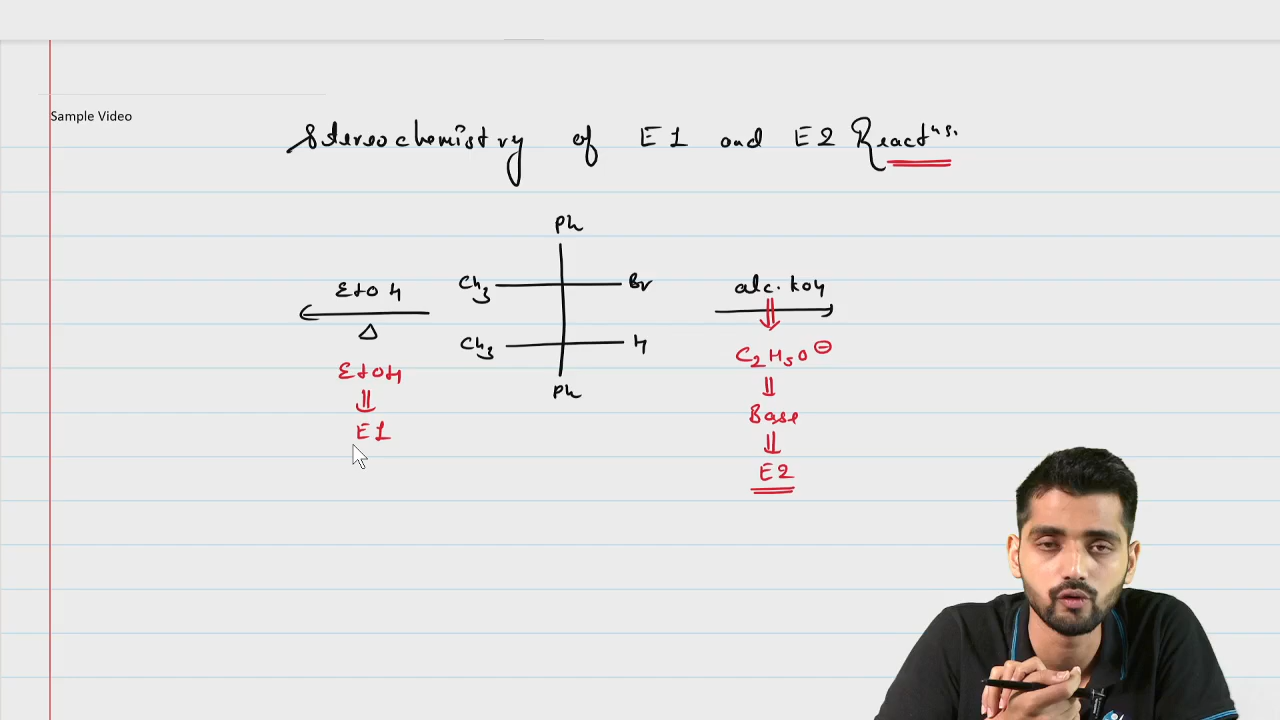 Sample Video
Stereochemistry of E1 and E2 Reactns.
Ph
EtOH
CH3
Br
alc. KOH
Δ
CH3
H
C2H5O⊖
EtOH
Ph
⇓
⇓
E1
Base
⇓
E2